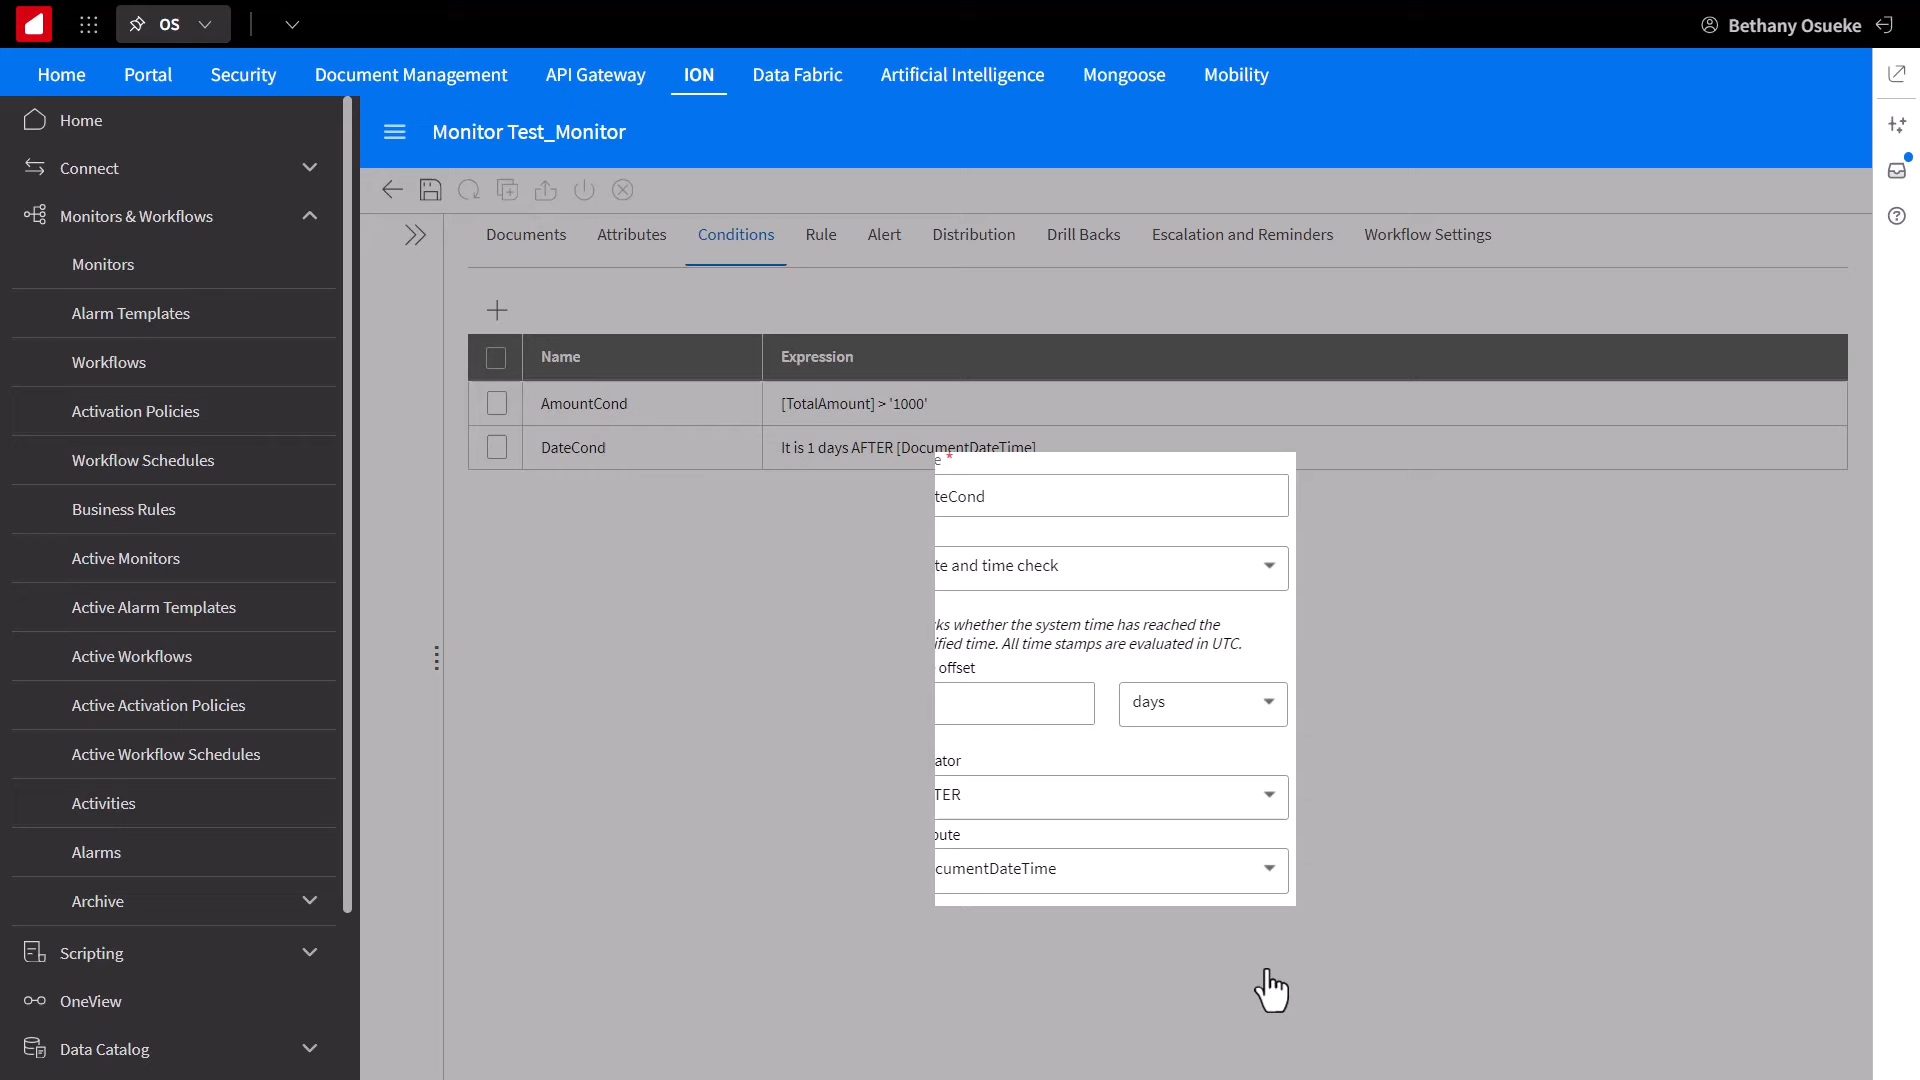 OS
Bethany Osueke
Home Portal Security Document Management API Gateway ION Data Fabric Artificial Intelligence Mongoose Mobility
Home
Connect
Monitors & Workflows
Monitors
Alarm Templates
Workflows
Activation Policies
Workflow Schedules
Business Rules
Active Monitors
Active Alarm Templates
Active Workflows
Active Activation Policies
Active Workflow Schedules
Activities
Alarms
Archive
Scripting
OneView
Data Catalog
Monitor Test_Monitor
Documents Attributes Conditions Rule Alert Distribution Drill Backs Escalation and Reminders Workflow Settings
Name Expression
AmountCond [TotalAmount] > '1000'
DateCond It is 1 days AFTER [DocumentDateTime]
e *
teCond
te and time check
ks whether the system time has reached the
ified time. All time stamps are evaluated in UTC.
offset
days
ator
TER
bute
cumentDateTime